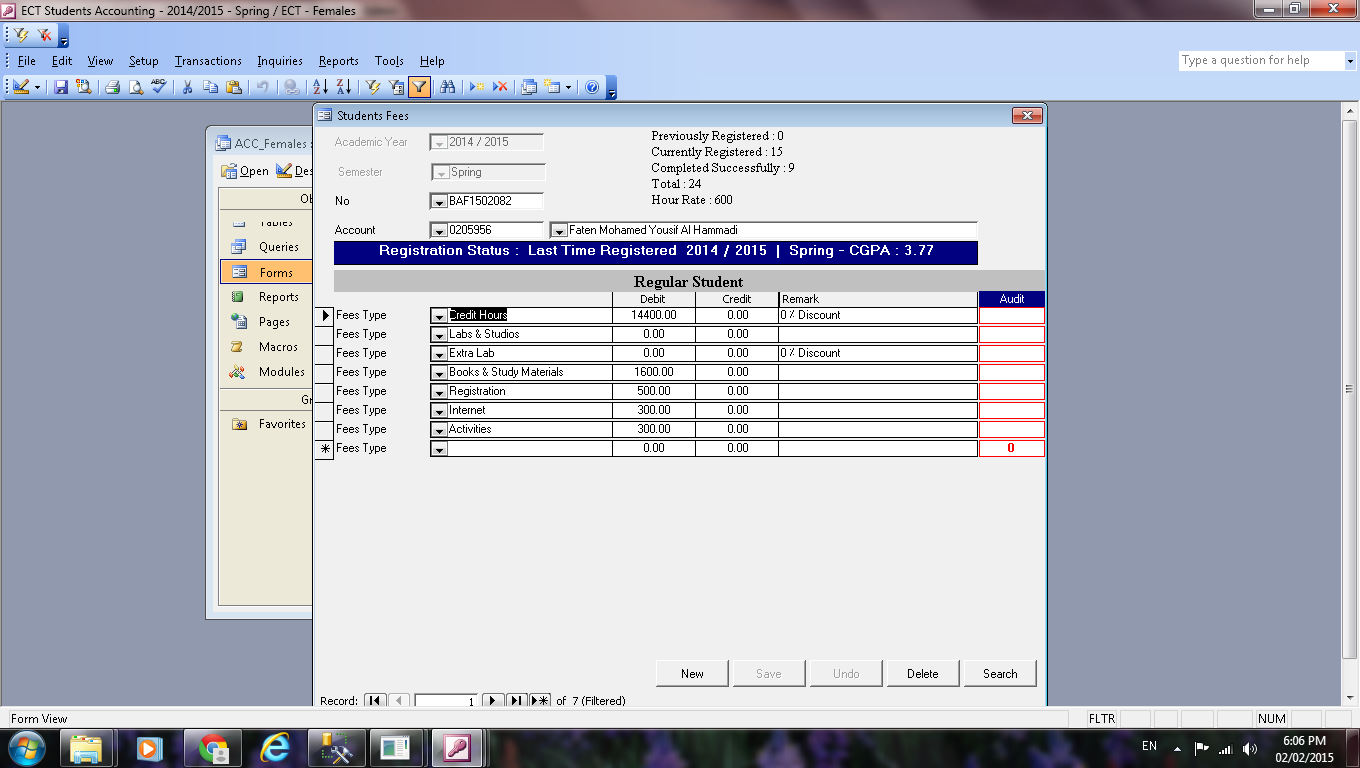 ECT Students Accounting - 2014/2015 - Spring / ECT - Females
File Edit View Setup Transactions Inquiries Reports Tools Help
Type a question for help
Students Fees
ACC_Females
Open
Academic Year 2014 / 2015
Semester Spring
No BAF1502082
Account 0205956 Faten Mohamed Yousif Al Hammadi
Previously Registered : 0
Currently Registered : 15
Completed Successfully : 9
Total : 24
Hour Rate : 600
Registration Status : Last Time Registered 2014 / 2015 | Spring - CGPA : 3.77
Regular Student
Debit Credit Remark Audit
Fees Type Credit Hours 14400.00 0.00 0 % Discount
Fees Type Labs & Studios 0.00 0.00
Fees Type Extra Lab 0.00 0.00 0 % Discount
Fees Type Books & Study Materials 1600.00 0.00
Fees Type Registration 500.00 0.00
Fees Type Internet 300.00 0.00
Fees Type Activities 300.00 0.00
Fees Type 0.00 0.00 0
Tables
Queries
Forms
Reports
Pages
Macros
Modules
Favorites
New Save Undo Delete Search
Record: 1 of 7 (Filtered)
Form View FLTR NUM
EN 6:06 PM
02/02/2015